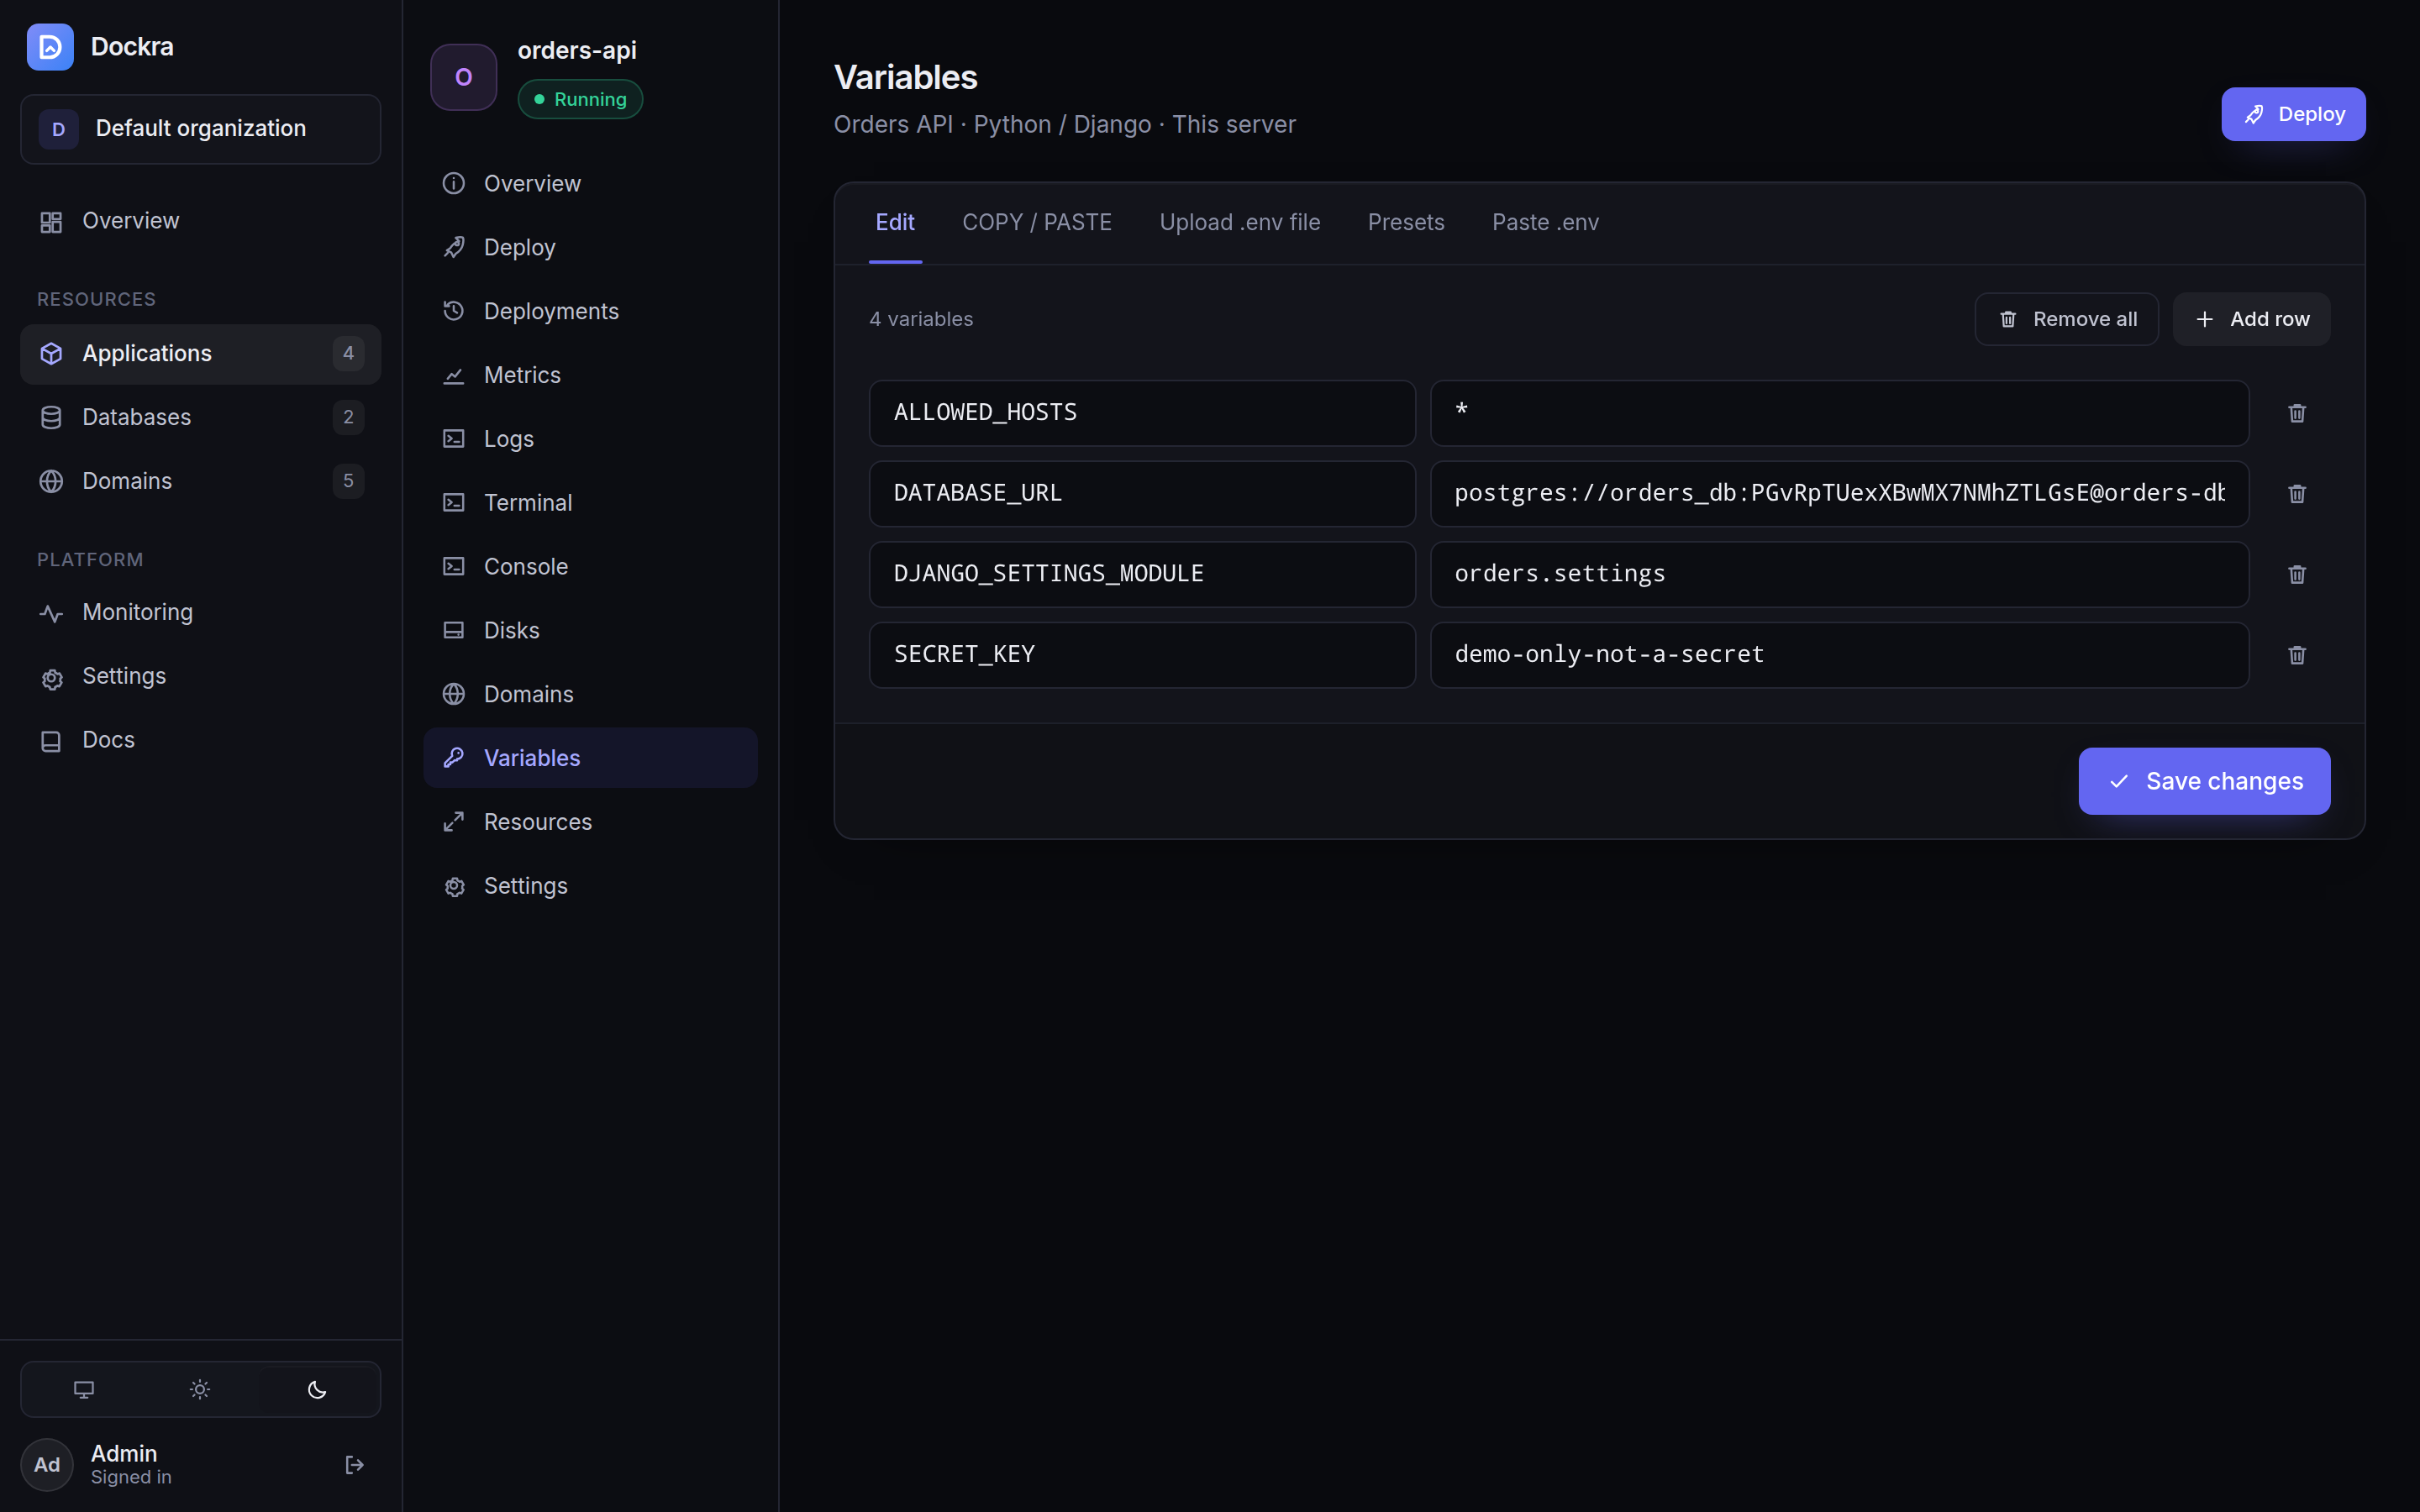 Dockra
D
Default organization
Overview
RESOURCES
Applications
4
Databases
2
Domains
5
PLATFORM
Monitoring
Settings
Docs
Ad
Admin
Signed in
O
orders-api
Running
Overview
Deploy
Deployments
Metrics
Logs
Terminal
Console
Disks
Domains
Variables
Resources
Settings
Variables
Orders API · Python / Django · This server
Deploy
Edit
COPY / PASTE
Upload .env file
Presets
Paste .env
4 variables
Remove all
Add row
ALLOWED_HOSTS
*
DATABASE_URL
postgres://orders_db:PGvRpTUexXBwMX7NMhZTLGsE@orders-db
DJANGO_SETTINGS_MODULE
orders.settings
SECRET_KEY
demo-only-not-a-secret
Save changes